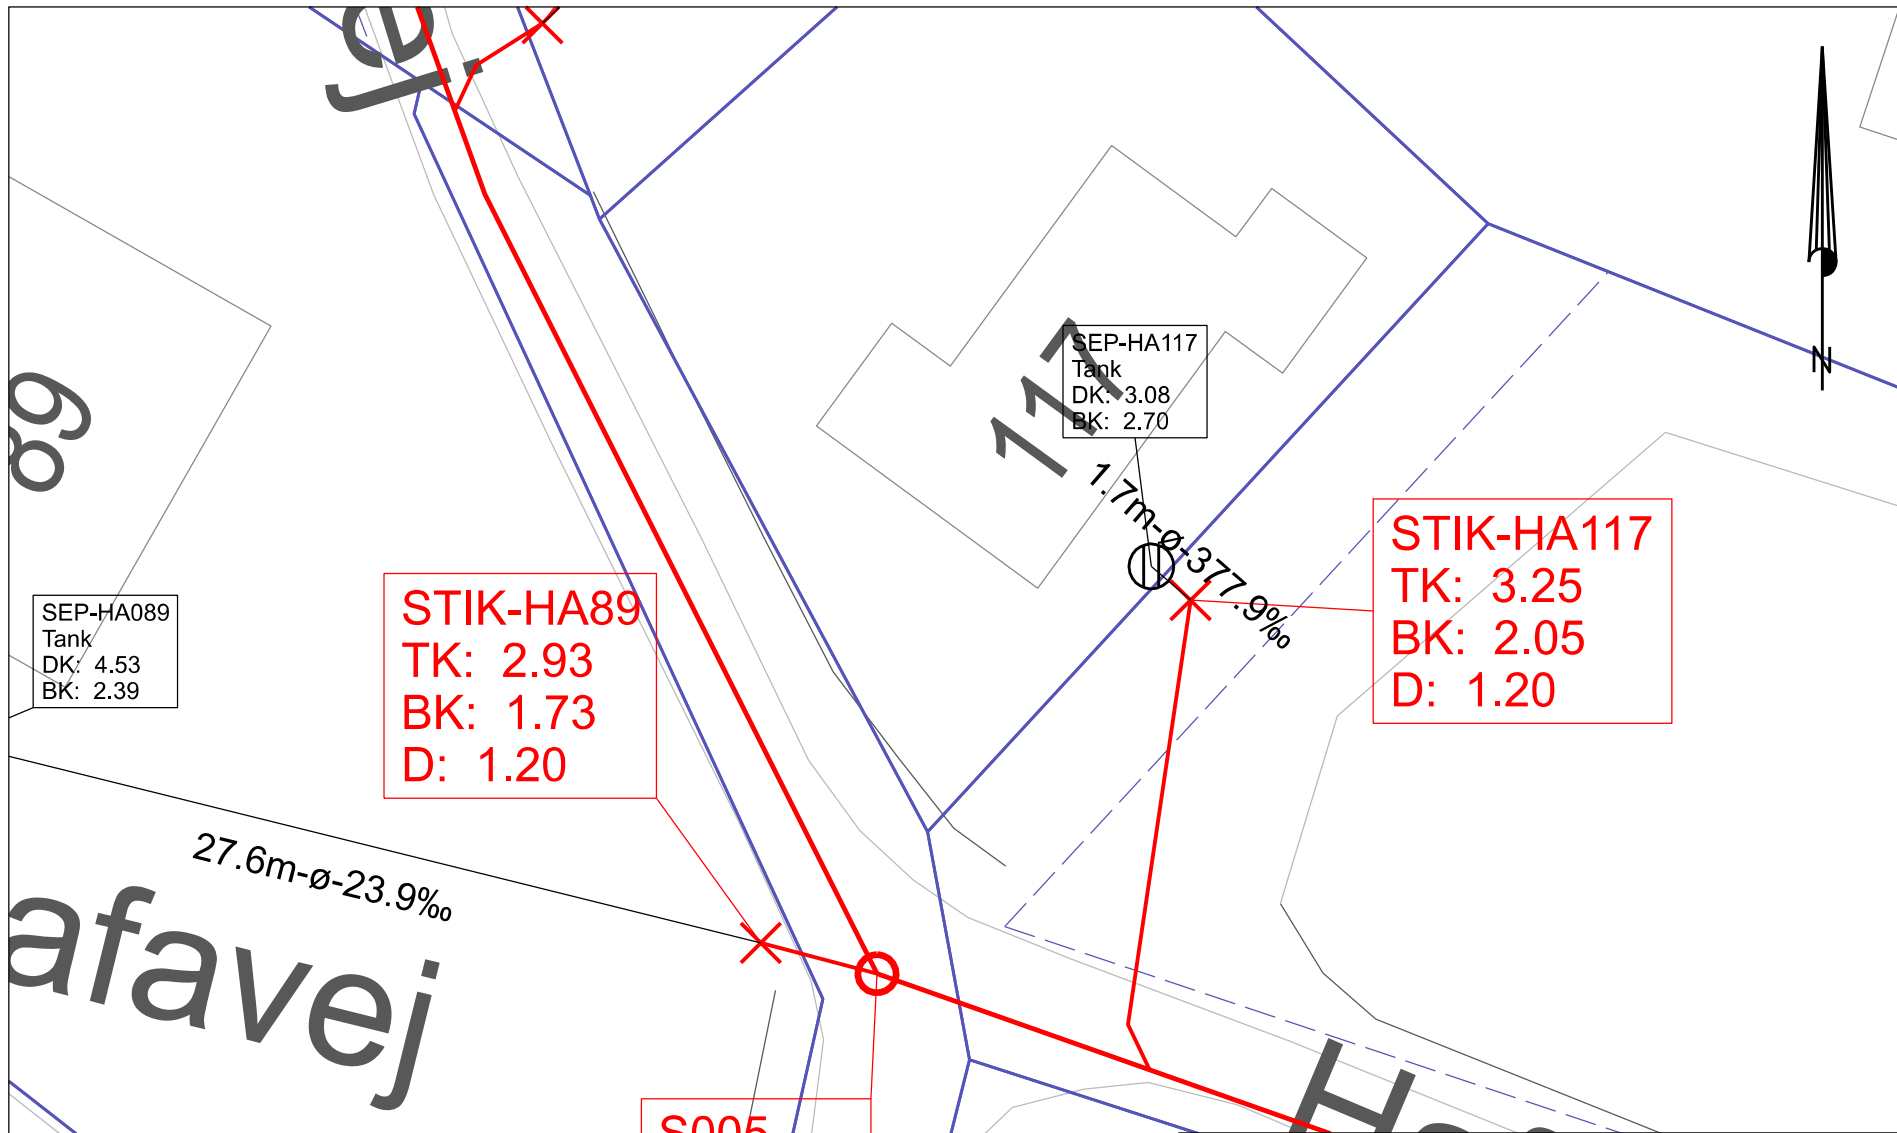 ej
N
117
SEP-HA117
Tank
DK: 3.08
BK: 2.70
89
1.7m-ø-377.9‰
STIK-HA117
TK: 3.25
BK: 2.05
D: 1.20
STIK-HA89
TK: 2.93
BK: 1.73
D: 1.20
SEP-HA089
Tank
DK: 4.53
BK: 2.39
27.6m-ø-23.9‰
afavej
S005
H